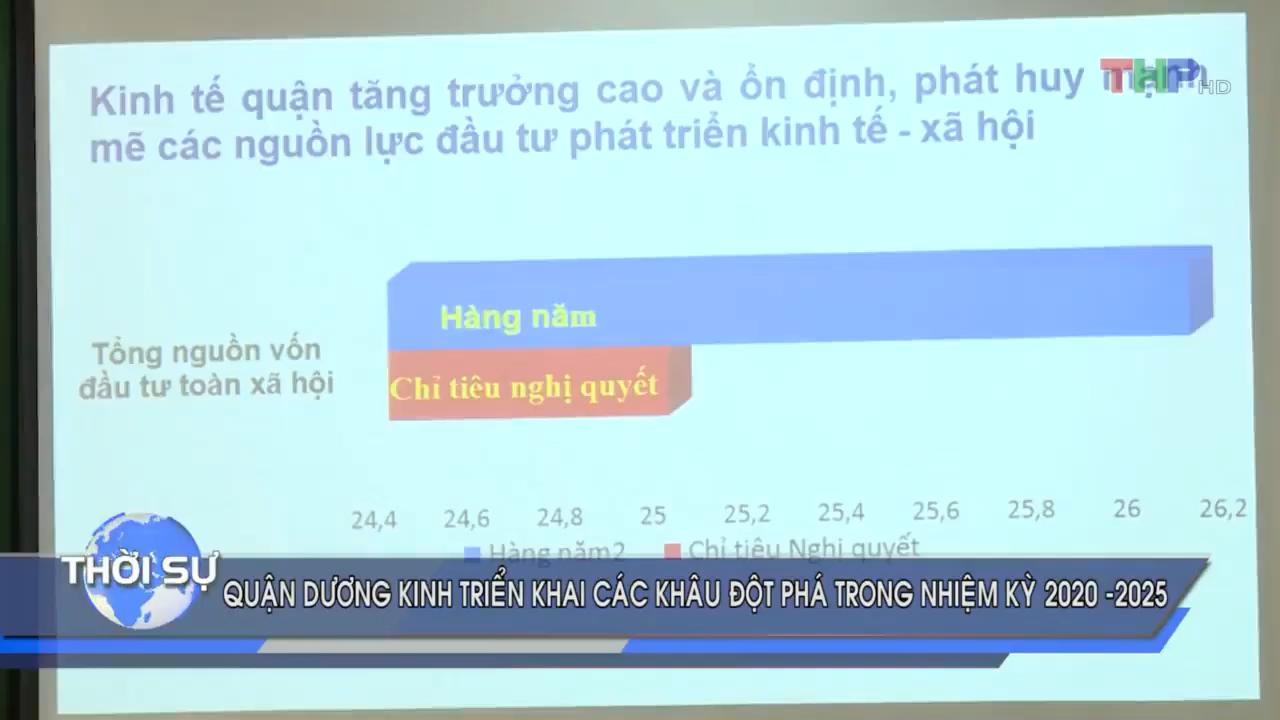 Kinh tế quận tăng trưởng cao và ổn định, phát huy mạnh
THP HD
mẽ các nguồn lực đầu tư phát triển kinh tế - xã hội
Hàng năm
Tổng nguồn vốn
đầu tư toàn xã hội
Chỉ tiêu nghị quyết
24,4 24,6 24,8 25 25,2 25,4 25,6 25,8 26 26,2
Hàng năm2 Chỉ tiêu Nghị quyết
THỜI SỰ
QUẬN DƯƠNG KINH TRIỂN KHAI CÁC KHÂU ĐỘT PHÁ TRONG NHIỆM KỲ 2020 -2025